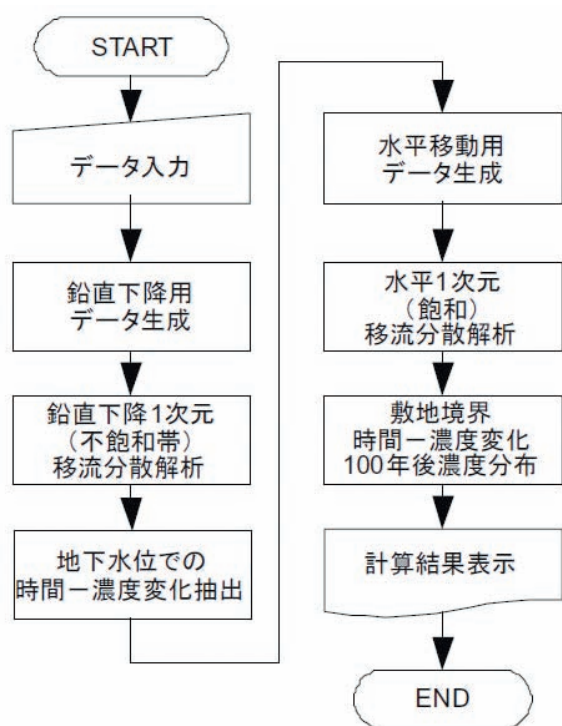 START
データ入力
鉛直下降用
データ生成
鉛直下降1次元
（不飽和帯）
移流分散解析
地下水位での
時間－濃度変化抽出
水平移動用
データ生成
水平1次元
（飽和）
移流分散解析
敷地境界
時間－濃度変化
100年後濃度分布
計算結果表示
END